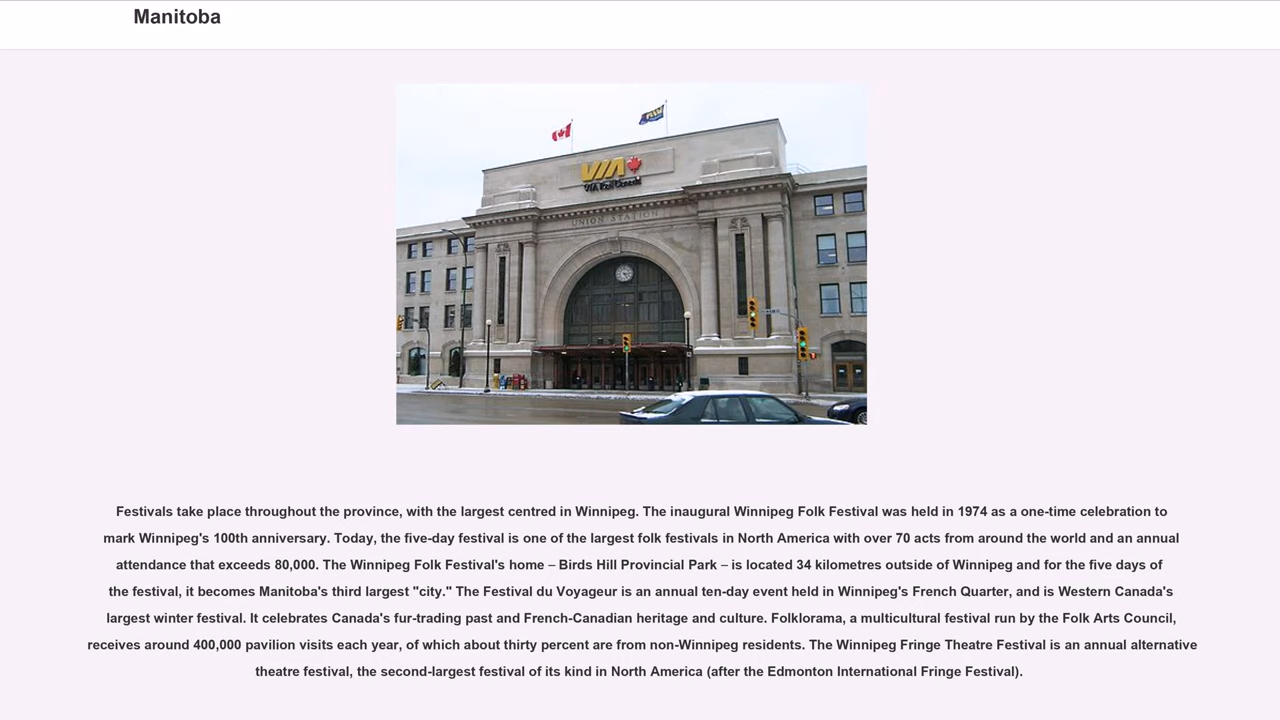 Manitoba
VIA
VIA Rail Canada
UNION STATION
Festivals take place throughout the province, with the largest centred in Winnipeg. The inaugural Winnipeg Folk Festival was held in 1974 as a one-time celebration to
mark Winnipeg's 100th anniversary. Today, the five-day festival is one of the largest folk festivals in North America with over 70 acts from around the world and an annual
attendance that exceeds 80,000. The Winnipeg Folk Festival's home – Birds Hill Provincial Park – is located 34 kilometres outside of Winnipeg and for the five days of
the festival, it becomes Manitoba's third largest "city." The Festival du Voyageur is an annual ten-day event held in Winnipeg's French Quarter, and is Western Canada's
largest winter festival. It celebrates Canada's fur-trading past and French-Canadian heritage and culture. Folklorama, a multicultural festival run by the Folk Arts Council,
receives around 400,000 pavilion visits each year, of which about thirty percent are from non-Winnipeg residents. The Winnipeg Fringe Theatre Festival is an annual alternative
theatre festival, the second-largest festival of its kind in North America (after the Edmonton International Fringe Festival).